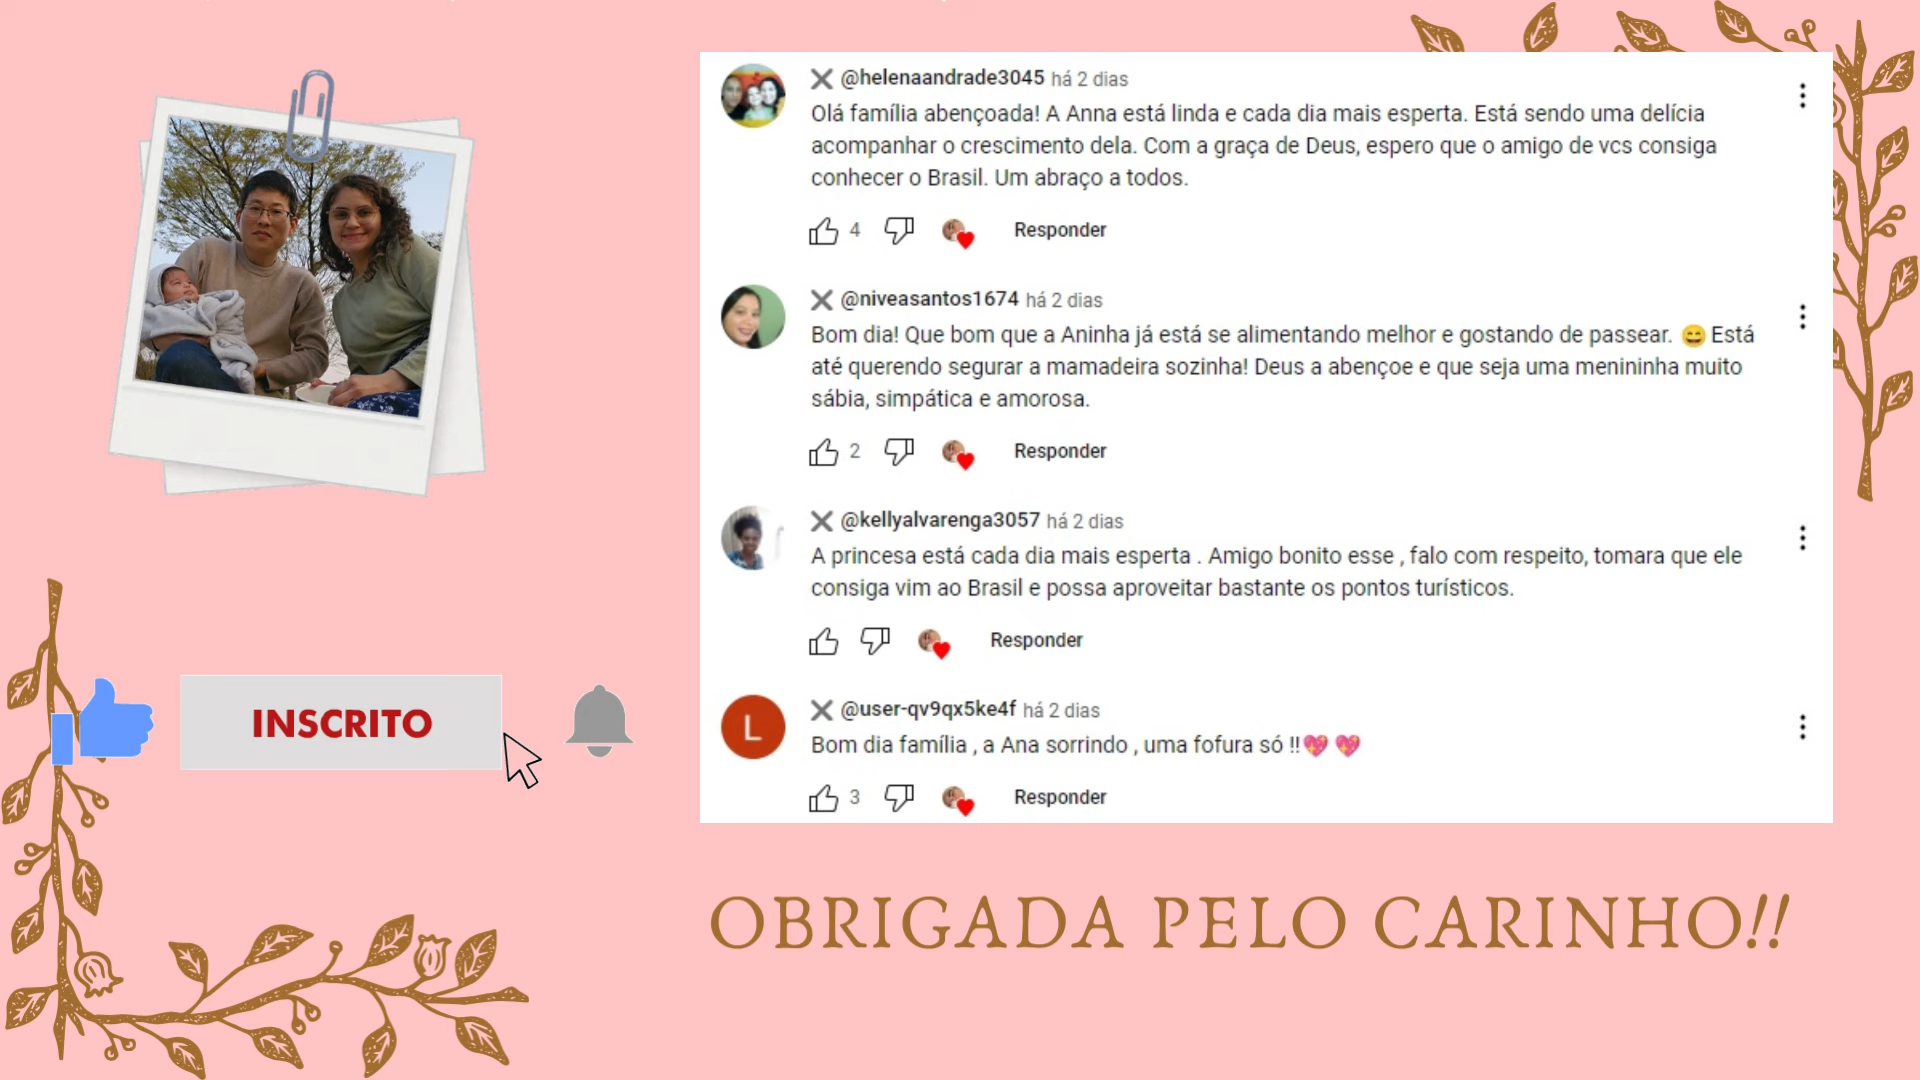 @helenaandrade3045 há 2 dias
Olá família abençoada! A Anna está linda e cada dia mais esperta. Está sendo uma delícia
acompanhar o crescimento dela. Com a graça de Deus, espero que o amigo de vcs consiga
conhecer o Brasil. Um abraço a todos.
4 Responder
@niveasantos1674 há 2 dias
Bom dia! Que bom que a Aninha já está se alimentando melhor e gostando de passear. 😄 Está
até querendo segurar a mamadeira sozinha! Deus a abençoe e que seja uma menininha muito
sábia, simpática e amorosa.
2 Responder
@kellyalvarenga3057 há 2 dias
A princesa está cada dia mais esperta . Amigo bonito esse , falo com respeito, tomara que ele
consiga vim ao Brasil e possa aproveitar bastante os pontos turísticos.
Responder
L
@user-qv9qx5ke4f há 2 dias
Bom dia família , a Ana sorrindo , uma fofura só !!💖 💖
3 Responder
INSCRITO
OBRIGADA PELO CARINHO!!